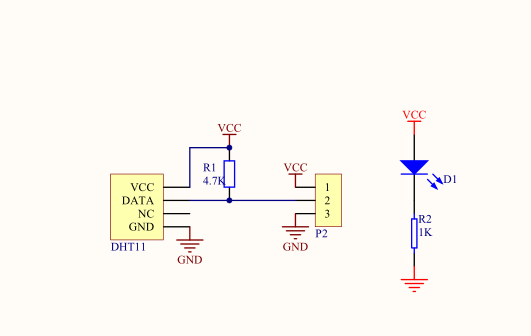 VCC
VCC
R1
4.7K
VCC
DATA
NC
GND
DHT11
GND
VCC
1
2
3
P2
GND
D1
R2
1K